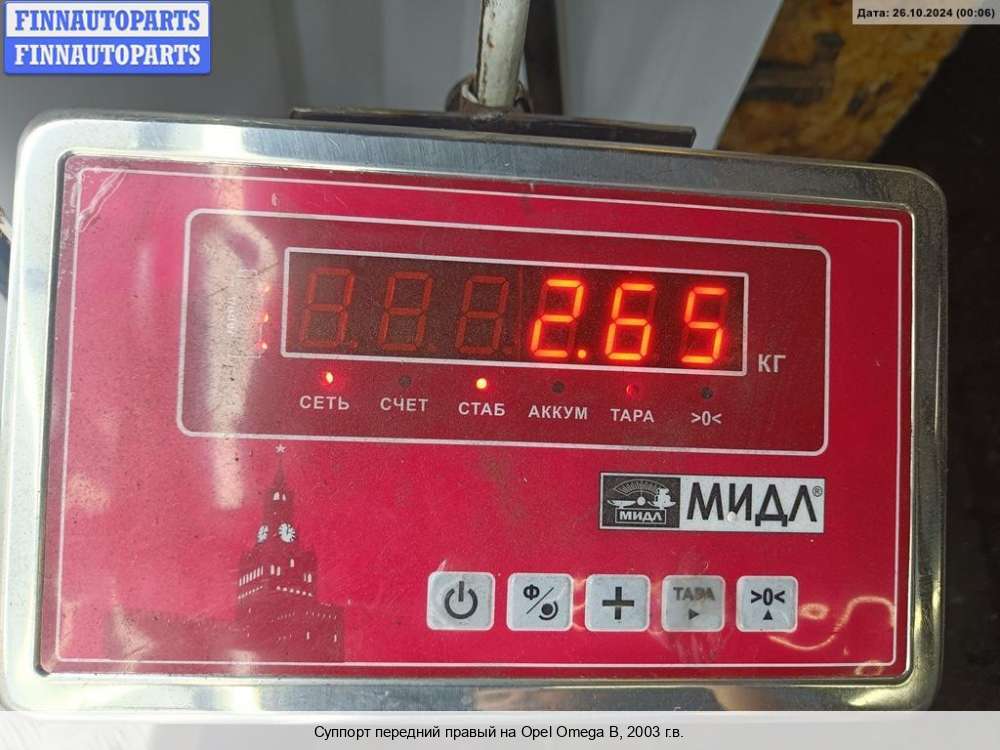 FINNAUTOPARTS
FINNAUTOPARTS
Дата: 26.10.2024 (00:06)
2.65
КГ
СЕТЬ СЧЕТ СТАБ АККУМ ТАРА >0<
МИДЛ МИДЛ®
Ф ТАРА >0<
Суппорт передний правый на Opel Omega B, 2003 г.в.